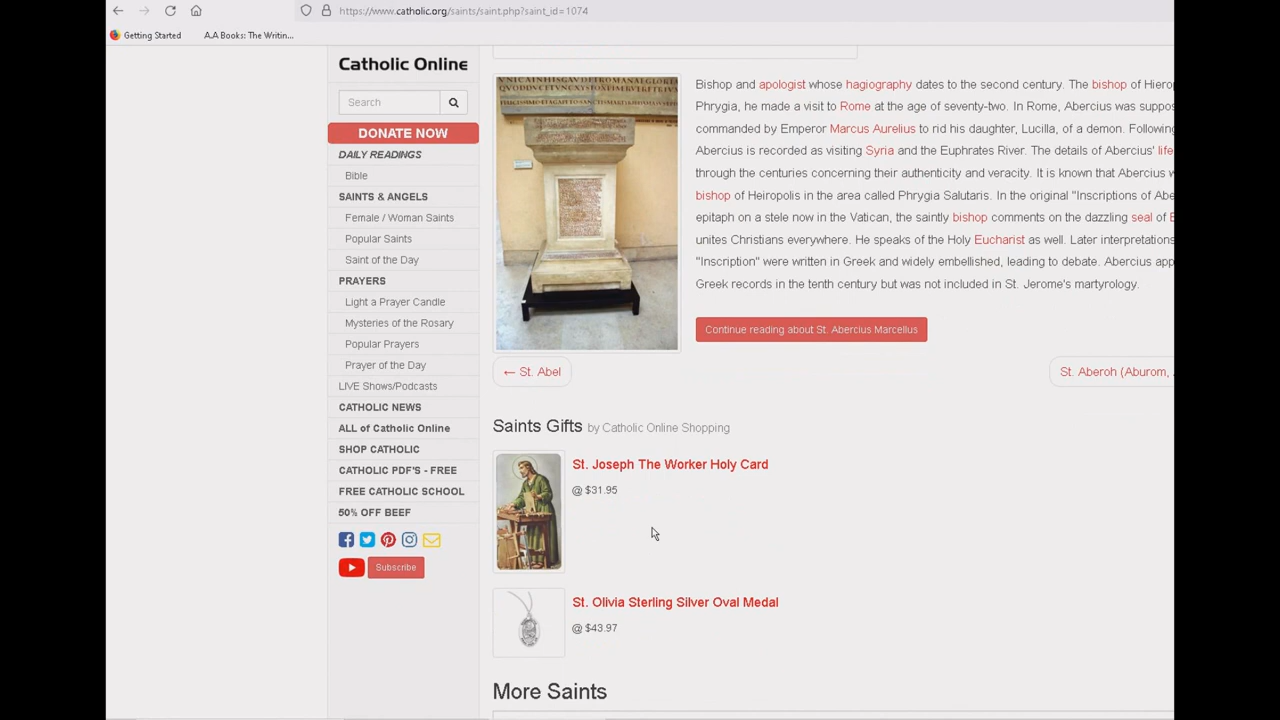 https://www.catholic.org/saints/saint.php?saint_id=1074
Getting Started
A.A Books: The Writin...
Catholic Online
Search
DONATE NOW
DAILY READINGS
Bible
SAINTS & ANGELS
Female / Woman Saints
Popular Saints
Saint of the Day
PRAYERS
Light a Prayer Candle
Mysteries of the Rosary
Popular Prayers
Prayer of the Day
LIVE Shows/Podcasts
CATHOLIC NEWS
ALL of Catholic Online
SHOP CATHOLIC
CATHOLIC PDF'S - FREE
FREE CATHOLIC SCHOOL
50% OFF BEEF
Subscribe
Bishop and apologist whose hagiography dates to the second century. The bishop of Hierop
Phrygia, he made a visit to Rome at the age of seventy-two. In Rome, Abercius was suppos
commanded by Emperor Marcus Aurelius to rid his daughter, Lucilla, of a demon. Following
Abercius is recorded as visiting Syria and the Euphrates River. The details of Abercius' life
through the centuries concerning their authenticity and veracity. It is known that Abercius w
bishop of Heiropolis in the area called Phrygia Salutaris. In the original "Inscriptions of Abe
epitaph on a stele now in the Vatican, the saintly bishop comments on the dazzling seal of
unites Christians everywhere. He speaks of the Holy Eucharist as well. Later interpretations
"Inscription" were written in Greek and widely embellished, leading to debate. Abercius app
Greek records in the tenth century but was not included in St. Jerome's martyrology.
Continue reading about St. Abercius Marcellus
← St. Abel
St. Aberoh (Aburom,
Saints Gifts by Catholic Online Shopping
St. Joseph The Worker Holy Card
@ $31.95
St. Olivia Sterling Silver Oval Medal
@ $43.97
More Saints